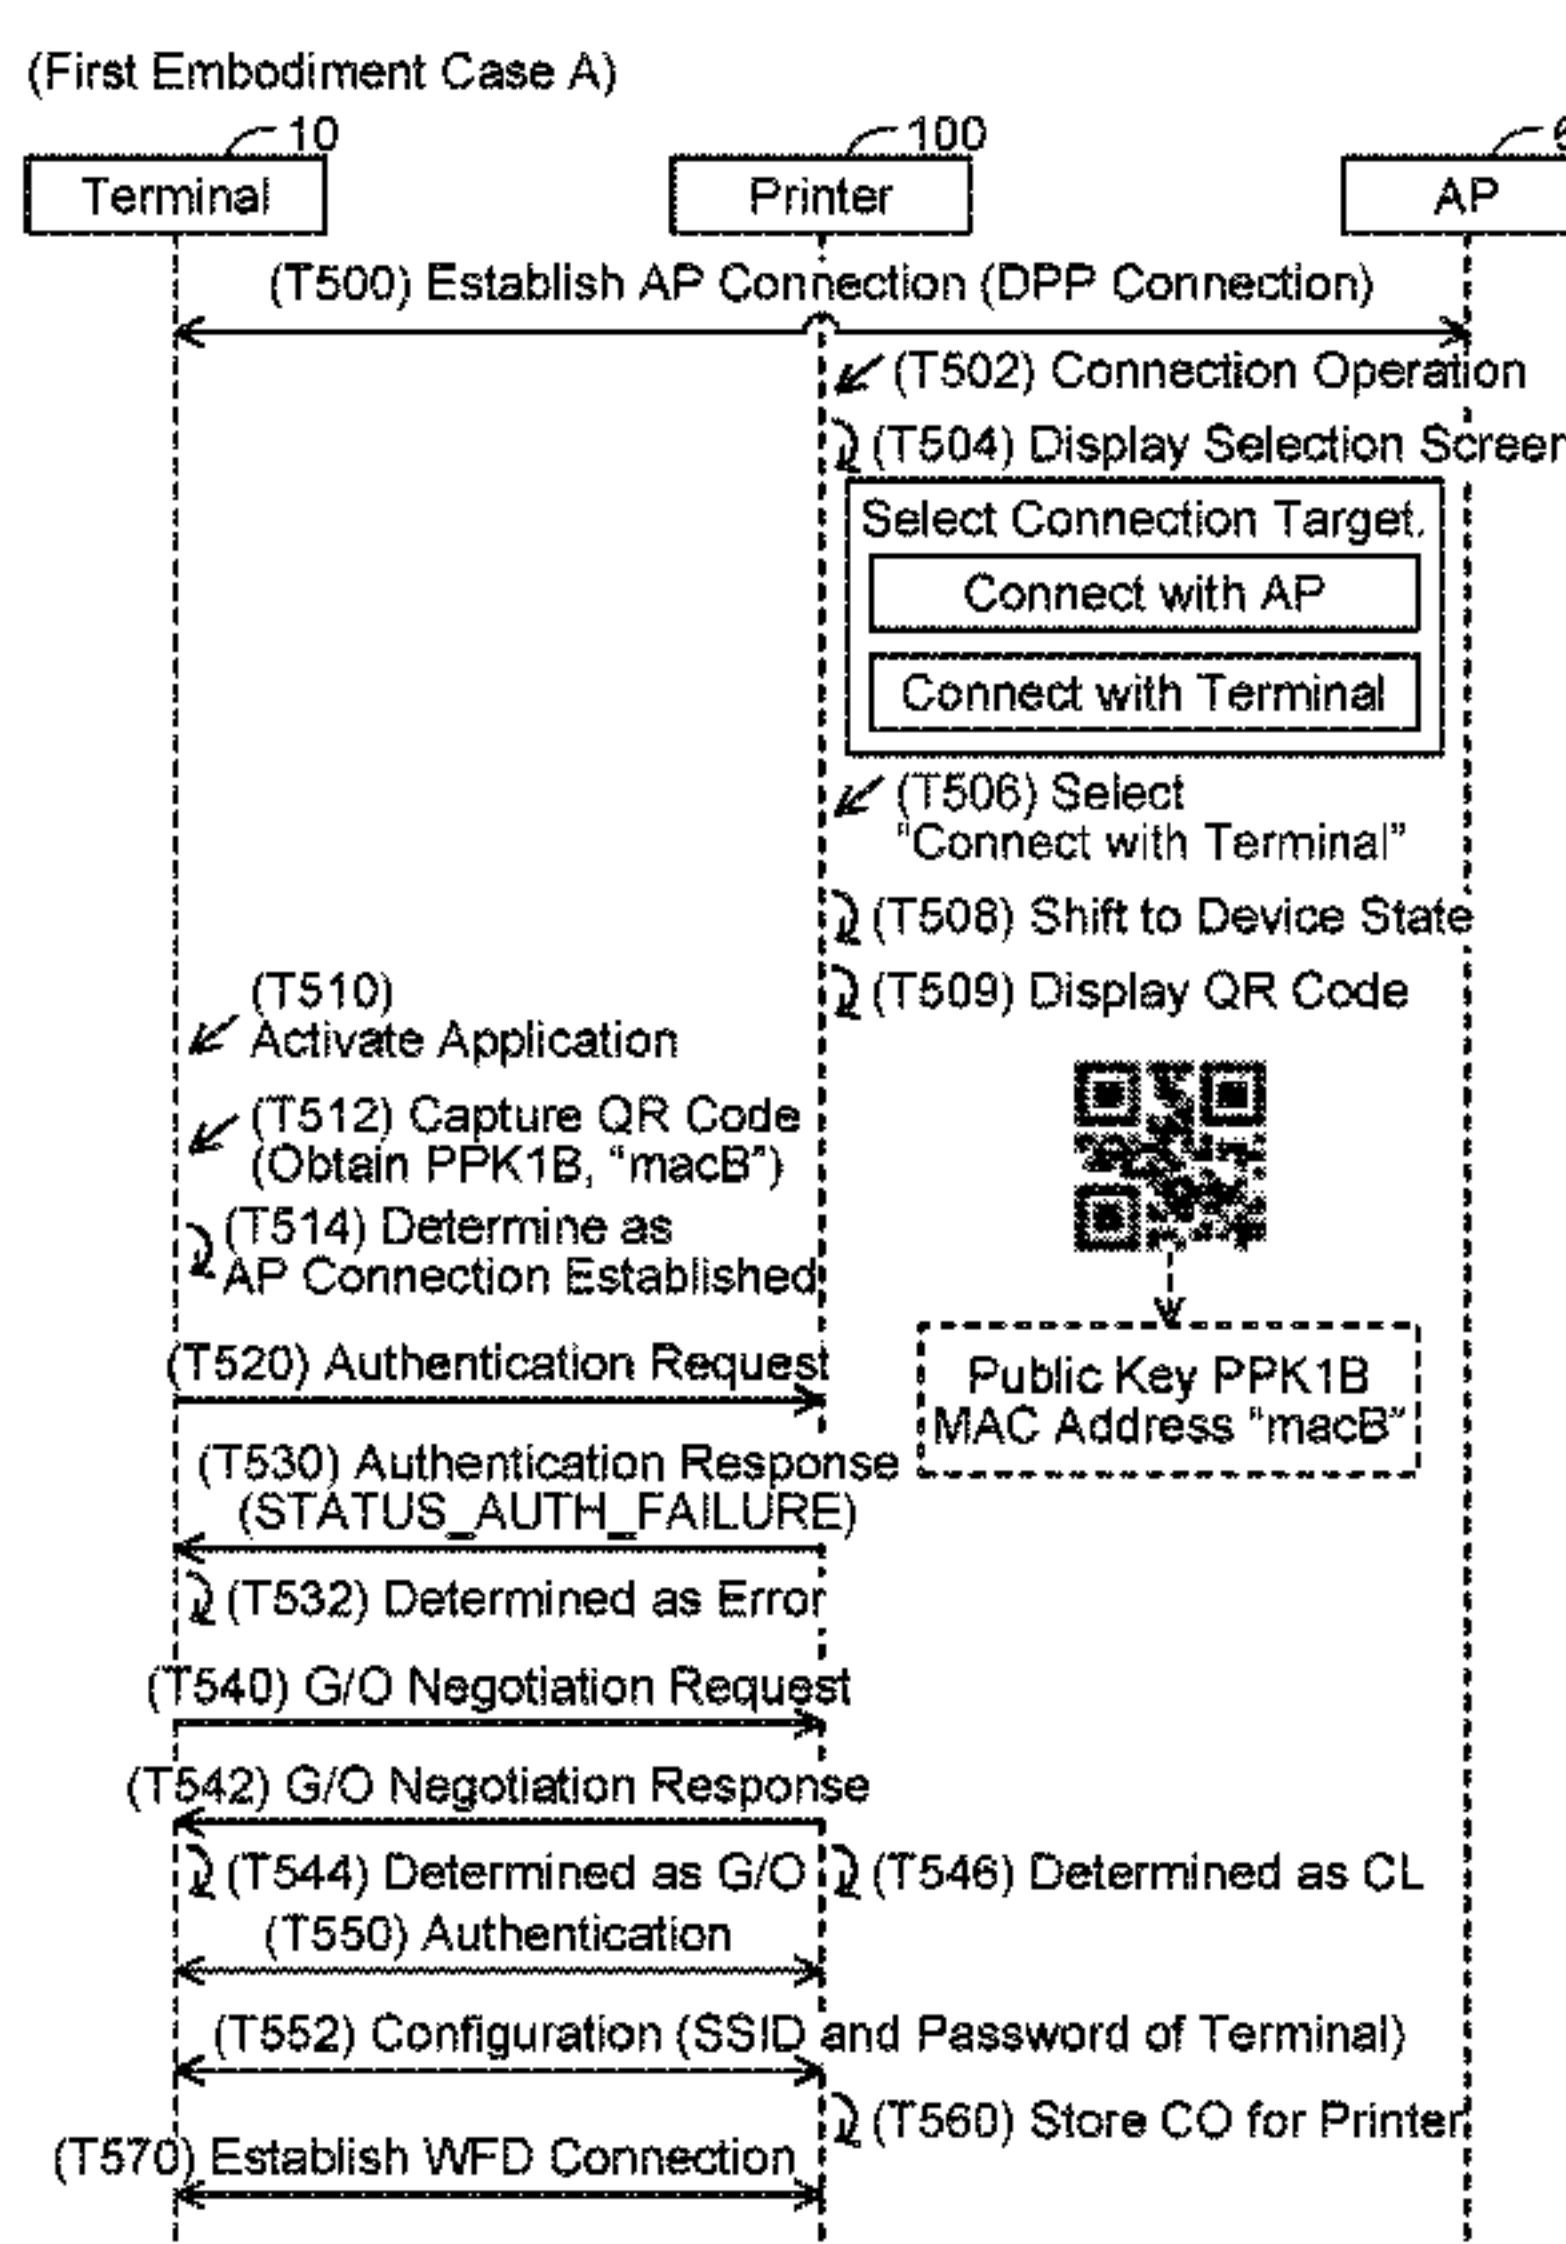 (First Embodiment Case A)
10
100
Terminal
Printer
AP
(T500) Establish AP Connection (DPP Connection)
(T502) Connection Operation
(T504) Display Selection Screen
Select Connection Target.
Connect with AP
Connect with Terminal
(T506) Select
“Connect with Terminal”
(T508) Shift to Device State
(T509) Display QR Code
(T510)
Activate Application
(T512) Capture QR Code
(Obtain PPK1B, “macB”)
(T514) Determine as
AP Connection Established
(T520) Authentication Request
Public Key PPK1B
MAC Address “macB”
(T530) Authentication Response
(STATUS_AUTH_FAILURE)
(T532) Determined as Error
(T540) G/O Negotiation Request
(T542) G/O Negotiation Response
(T544) Determined as G/O
(T546) Determined as CL
(T550) Authentication
(T552) Configuration (SSID and Password of Terminal)
(T560) Store CO for Printer
(T570) Establish WFD Connection